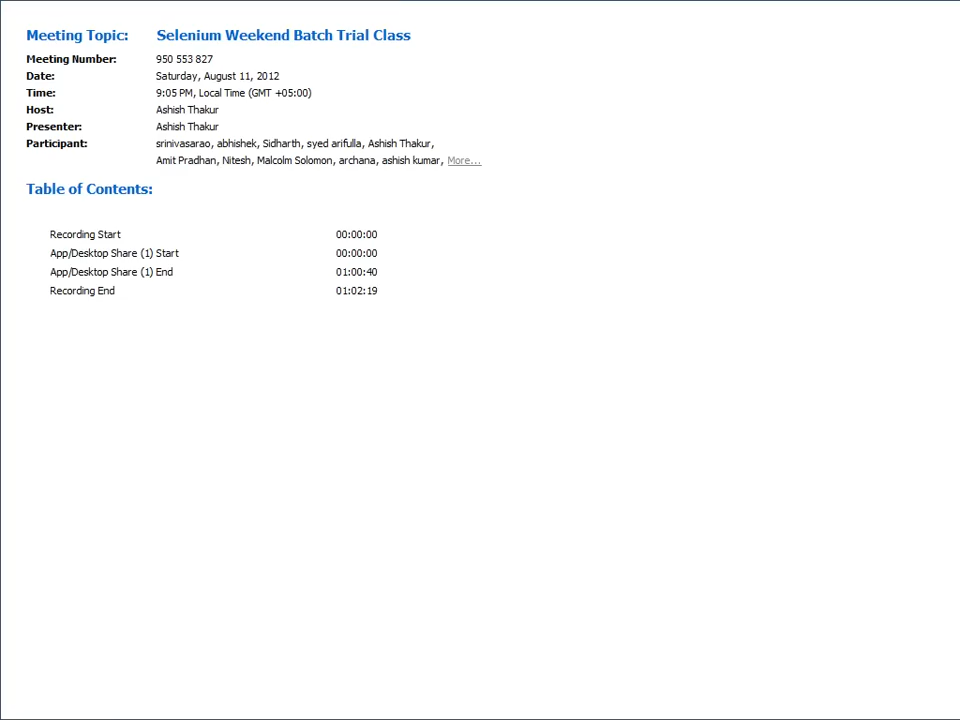 Meeting Topic: Selenium Weekend Batch Trial Class
Meeting Number: 950 553 827
Date: Saturday, August 11, 2012
Time: 9:05 PM, Local Time (GMT +05:00)
Host: Ashish Thakur
Presenter: Ashish Thakur
Participant: srinivasarao, abhishek, Sidharth, syed arifulla, Ashish Thakur,
Amit Pradhan, Nitesh, Malcolm Solomon, archana, ashish kumar, More...
Table of Contents:
Recording Start 00:00:00
App/Desktop Share (1) Start 00:00:00
App/Desktop Share (1) End 01:00:40
Recording End 01:02:19